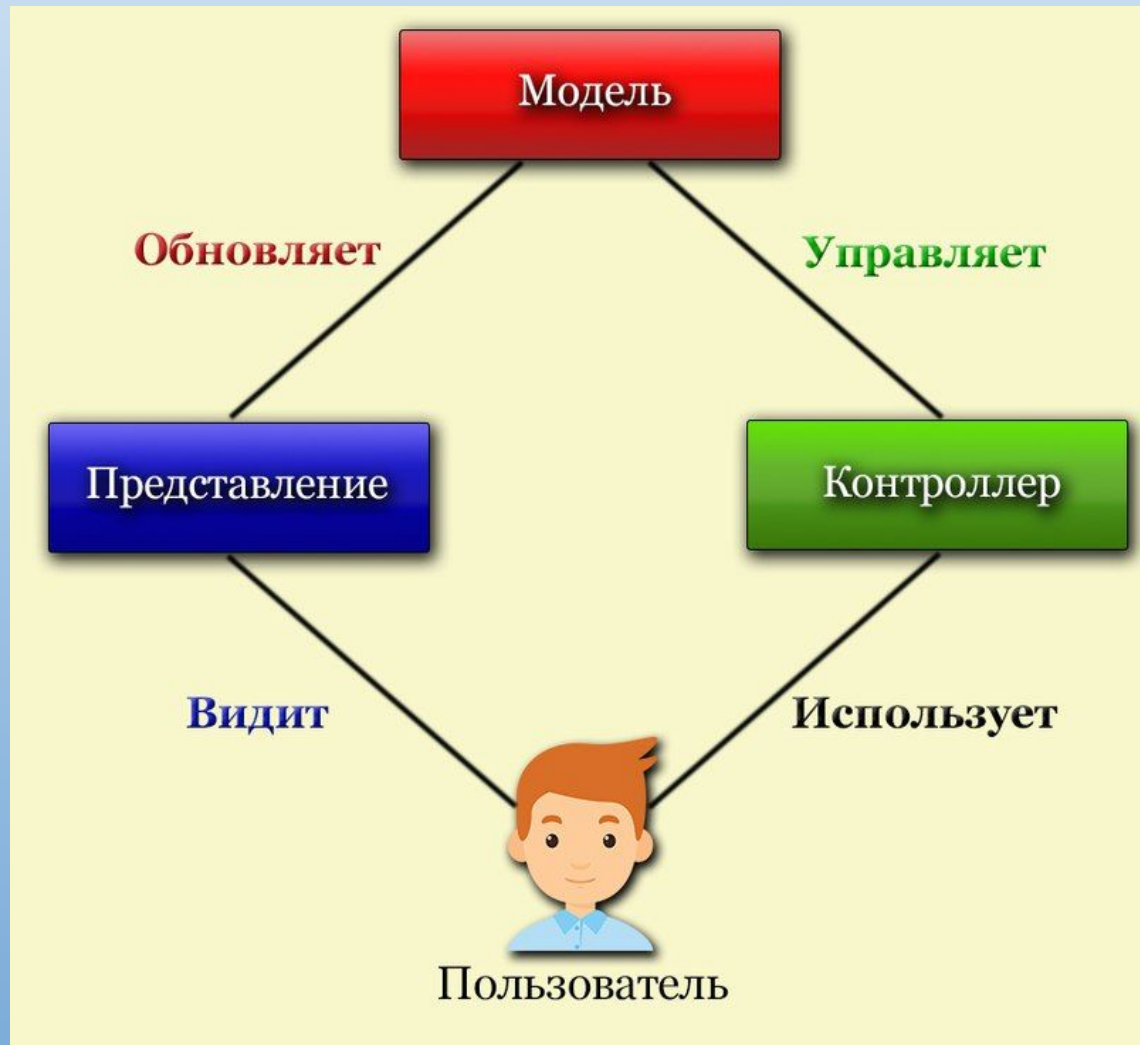 Модель
Обновляет
Управляет
Представление
Контроллер
Видит
Использует
Пользователь